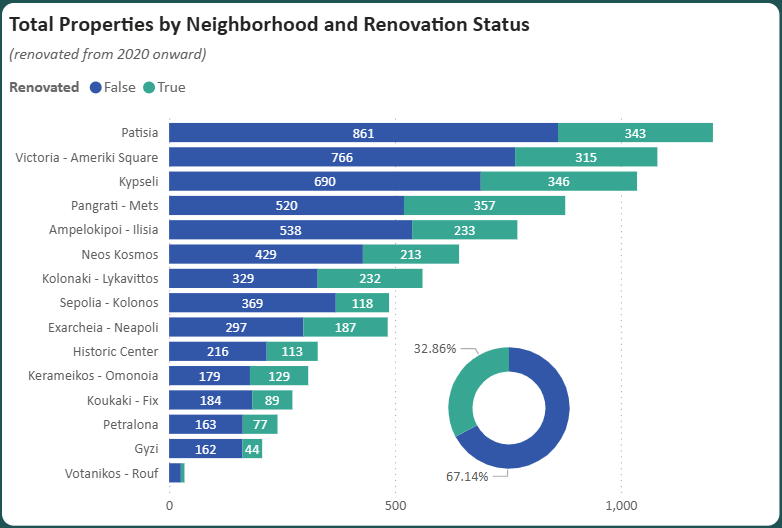 Total Properties by Neighborhood and Renovation Status
(renovated from 2020 onward)
Renovated False True
Patisia 861 343
Victoria - Ameriki Square 766 315
Kypseli 690 346
Pangrati - Mets 520 357
Ampelokipoi - Ilisia 538 233
Neos Kosmos 429 213
Kolonaki - Lykavittos 329 232
Sepolia - Kolonos 369 118
Exarcheia - Neapoli 297 187
Historic Center 216 113
32.86%
Kerameikos - Omonoia 179 129
Koukaki - Fix 184 89
Petralona 163 77
Gyzi 162 44
Votanikos - Rouf
67.14%
0 500 1,000